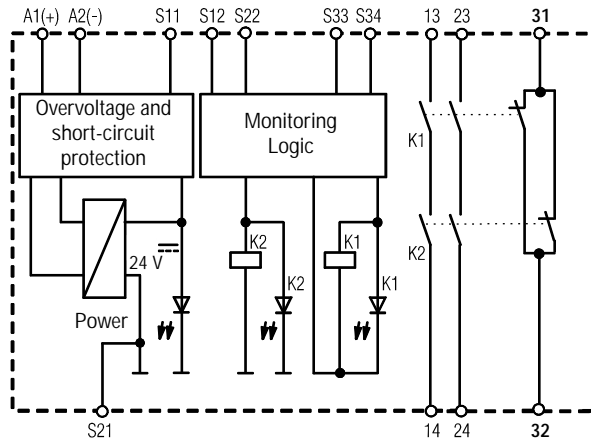 A1(+) A2(-) S11 S12 S22 S33 S34 13 23 31
Overvoltage and
short-circuit
protection
Monitoring
Logic
K1
24 V
K2 K1
K2
K2 K1
Power
S21 14 24 32